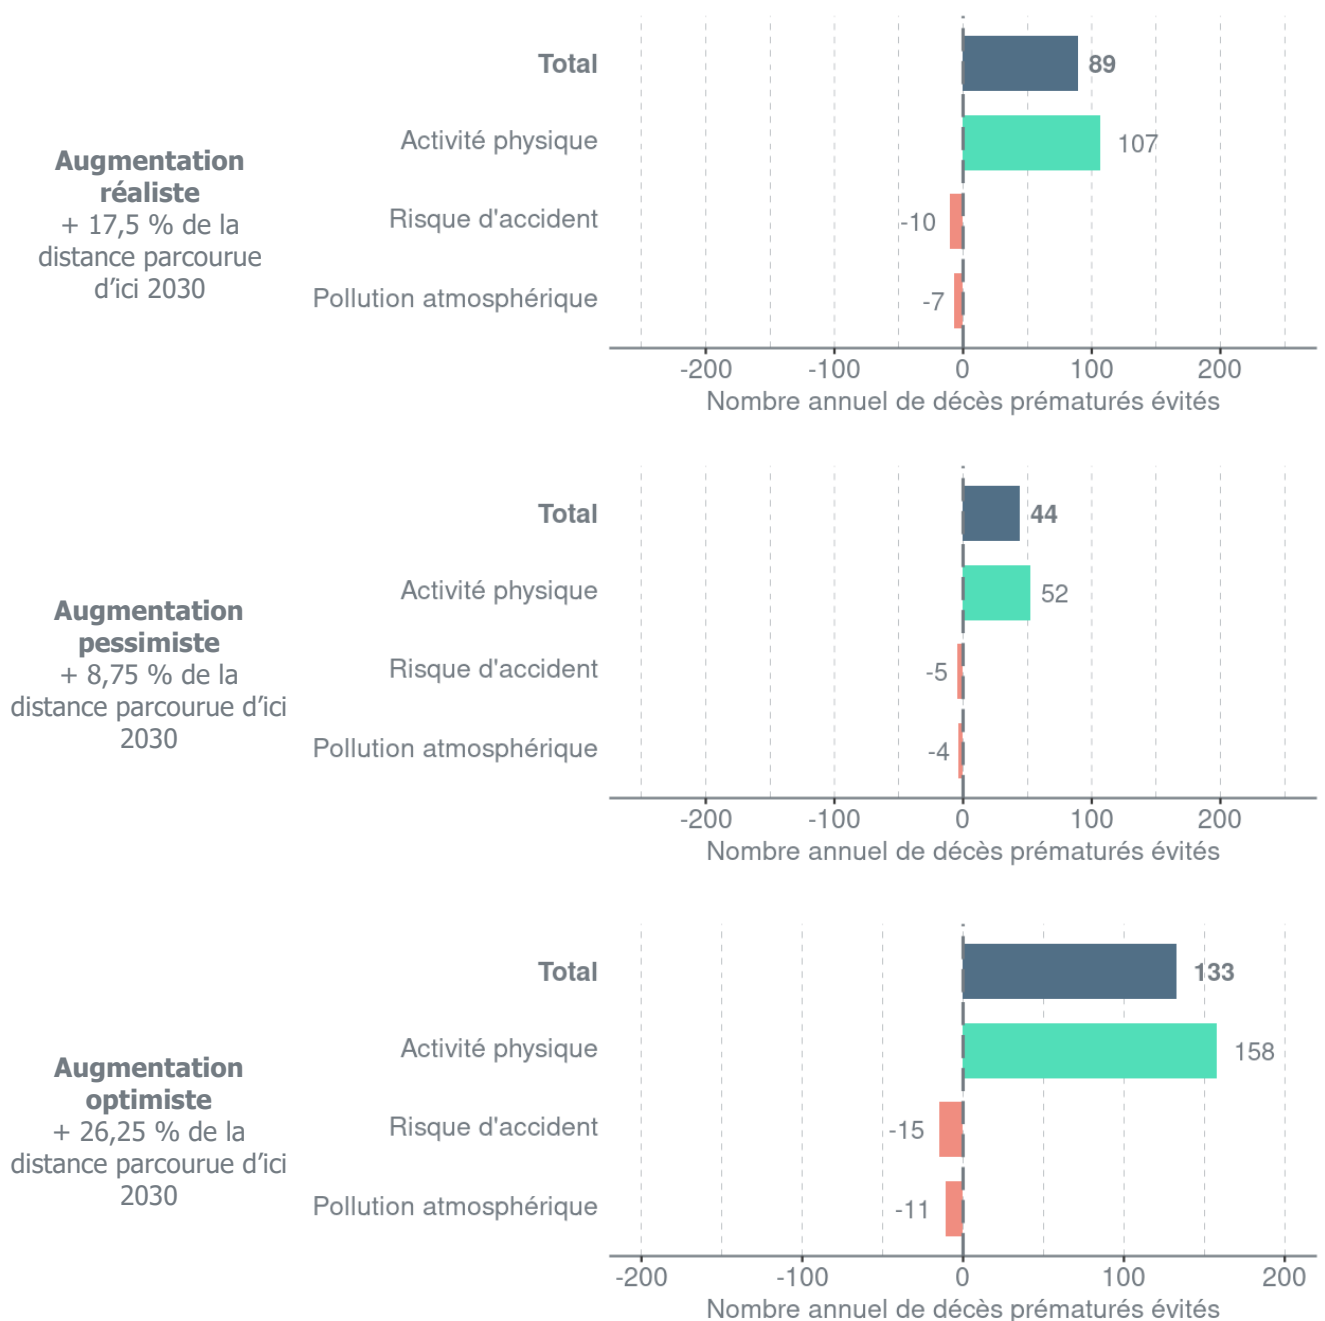 Augmentation
réaliste
+ 17,5 % de la
distance parcourue
d’ici 2030
Total
89
Activité physique
107
Risque d'accident
-10
Pollution atmosphérique
-7
-200 -100 0 100 200
Nombre annuel de décès prématurés évités
Augmentation
pessimiste
+ 8,75 % de la
distance parcourue d’ici
2030
Total
44
Activité physique
52
Risque d'accident
-5
Pollution atmosphérique
-4
-200 -100 0 100 200
Nombre annuel de décès prématurés évités
Augmentation
optimiste
+ 26,25 % de la
distance parcourue d’ici
2030
Total
133
Activité physique
158
Risque d'accident
-15
Pollution atmosphérique
-11
-200 -100 0 100 200
Nombre annuel de décès prématurés évités